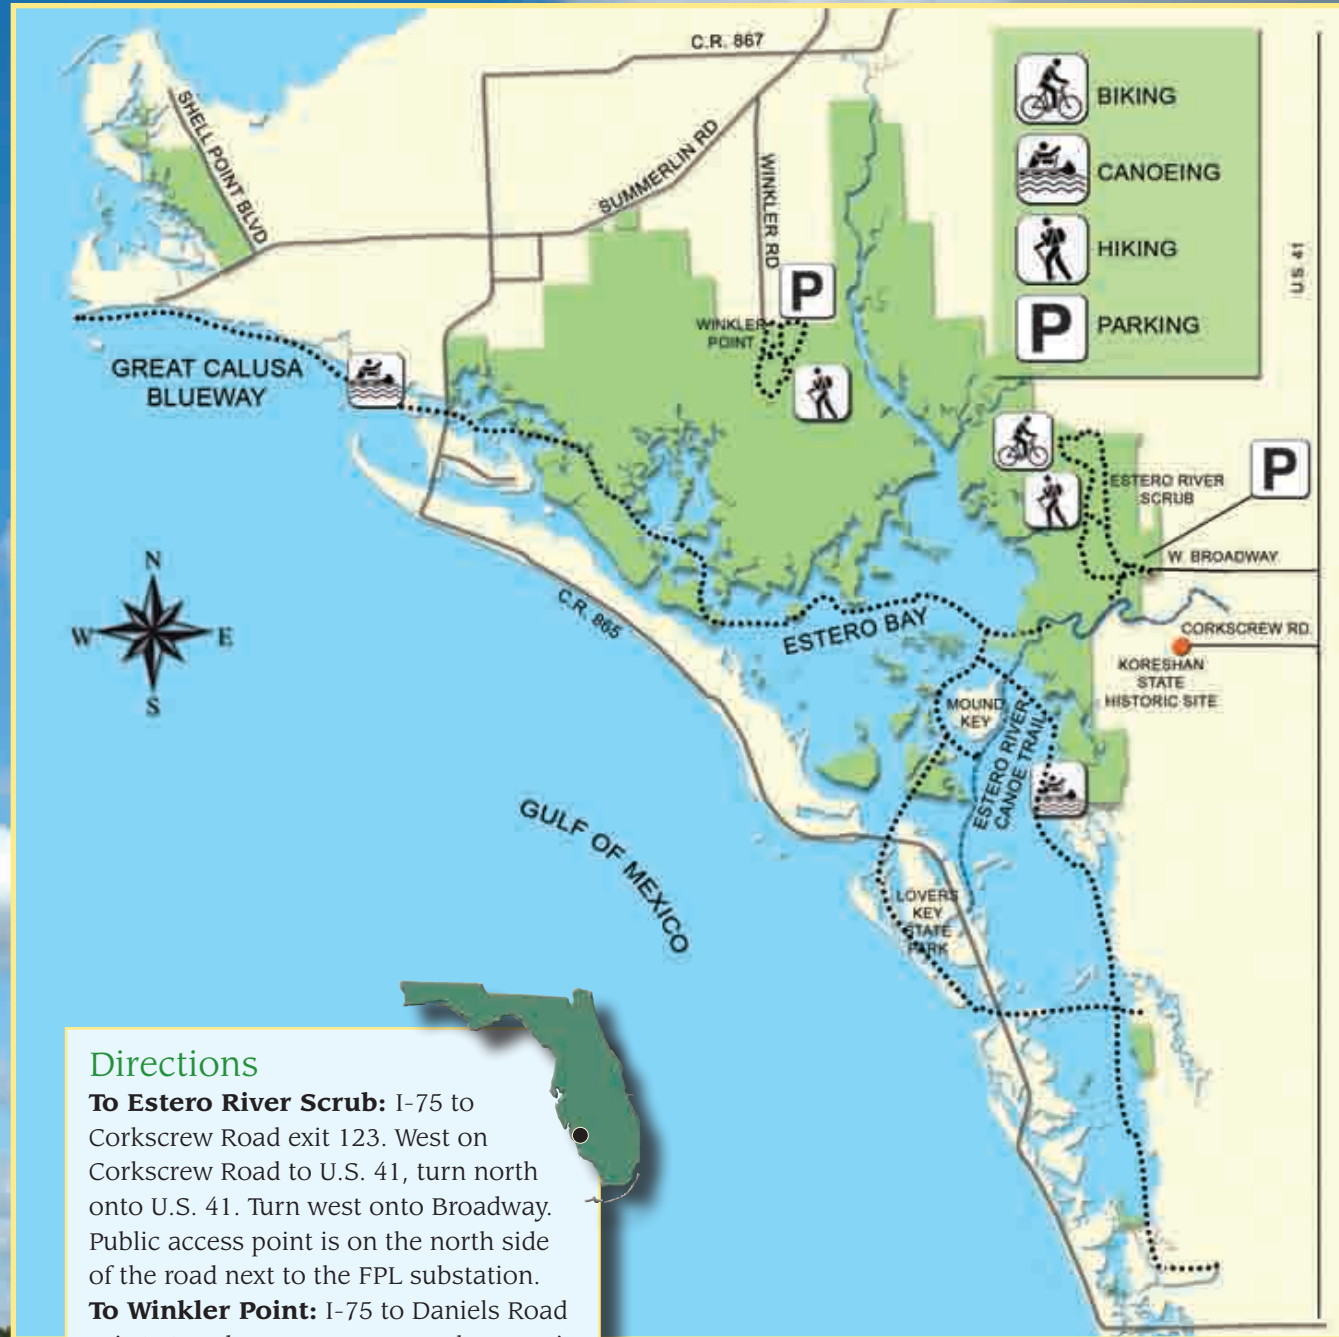 C.R. 867
SHELL POINT BLVD
SUMMERLIN RD
WINKLER RD
BIKING
CANOEING
HIKING
P
PARKING
U.S. 41
P
WINKLER
POINT
GREAT CALUSA
BLUEWAY
P
ESTERO RIVER
SCRUB
W. BROADWAY
N
W
E
S
C.R. 865
ESTERO BAY
CORKSCREW RD.
KORESHAN
STATE
HISTORIC SITE
MOUND
KEY
ESTERO RIVER
CANOE TRAIL
GULF OF MEXICO
LOVERS
KEY
STATE
PARK
Directions
To Estero River Scrub: I-75 to
Corkscrew Road exit 123. West on
Corkscrew Road to U.S. 41, turn north
onto U.S. 41. Turn west onto Broadway.
Public access point is on the north side
of the road next to the FPL substation.
To Winkler Point: I-75 to Daniels Road